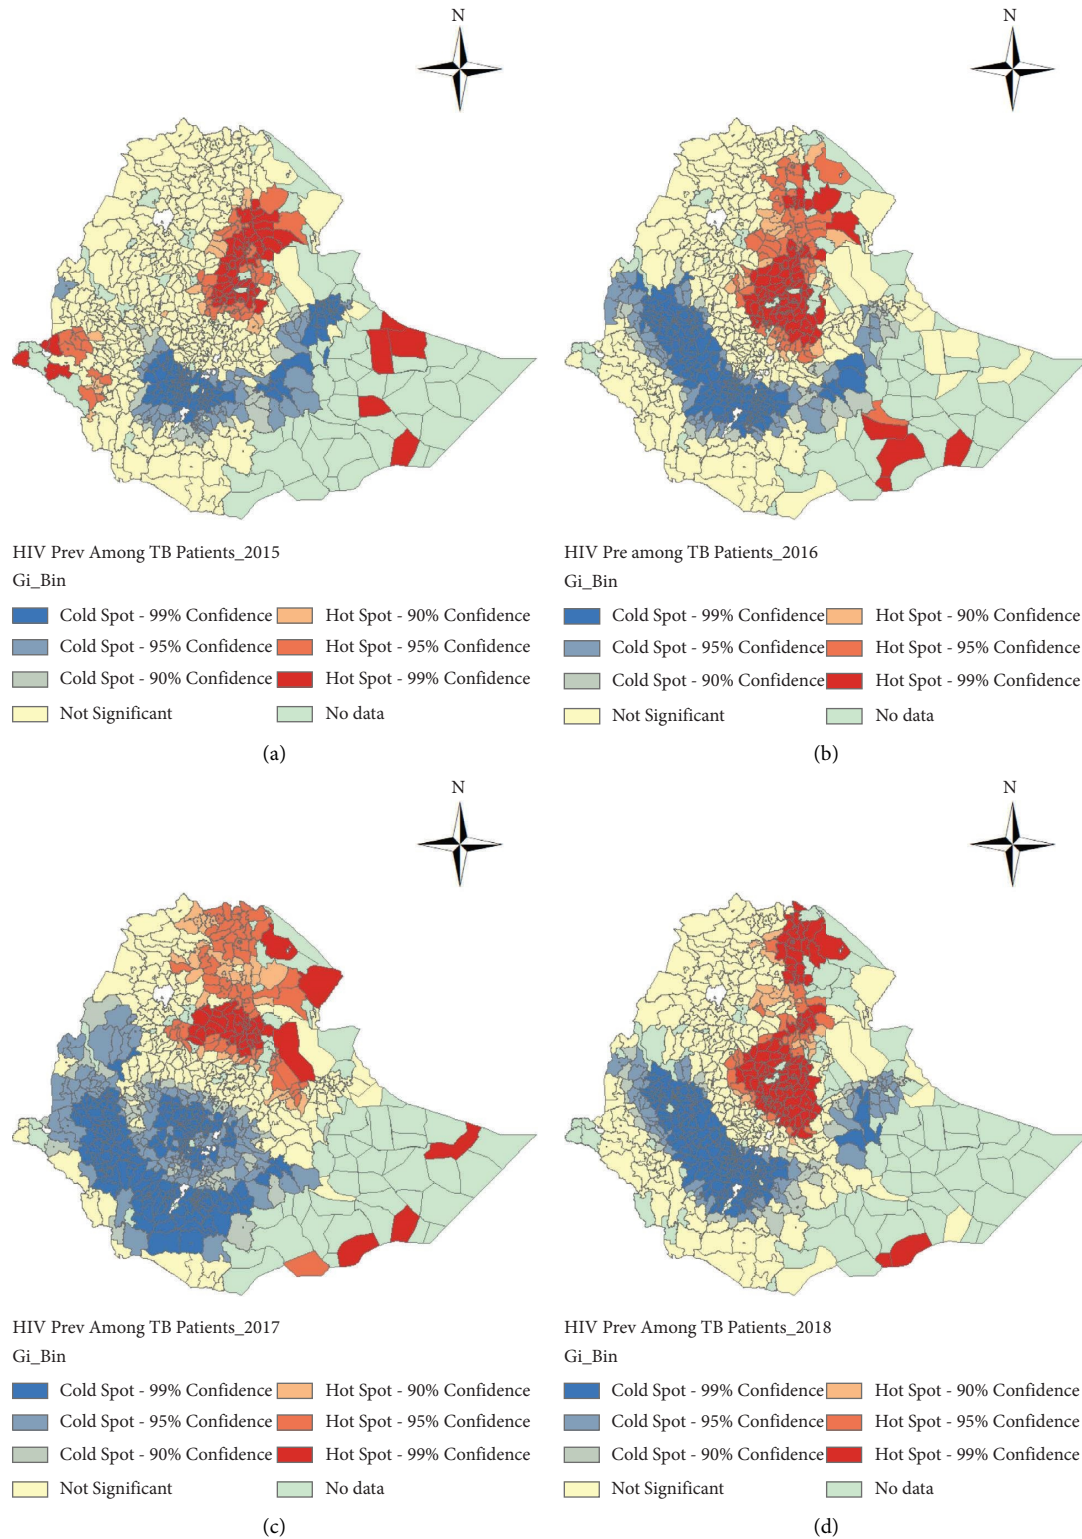 N
N
HIV Prev Among TB Patients_2015
Gi_Bin
Cold Spot - 99% Confidence
Hot Spot - 90% Confidence
Cold Spot - 95% Confidence
Hot Spot - 95% Confidence
Cold Spot - 90% Confidence
Hot Spot - 99% Confidence
Not Significant
No data
(a)
HIV Pre among TB Patients_2016
Gi_Bin
Cold Spot - 99% Confidence
Hot Spot - 90% Confidence
Cold Spot - 95% Confidence
Hot Spot - 95% Confidence
Cold Spot - 90% Confidence
Hot Spot - 99% Confidence
Not Significant
No data
(b)
N
N
HIV Prev Among TB Patients_2017
Gi_Bin
Cold Spot - 99% Confidence
Hot Spot - 90% Confidence
Cold Spot - 95% Confidence
Hot Spot - 95% Confidence
Cold Spot - 90% Confidence
Hot Spot - 99% Confidence
Not Significant
No data
(c)
HIV Prev Among TB Patients_2018
Gi_Bin
Cold Spot - 99% Confidence
Hot Spot - 90% Confidence
Cold Spot - 95% Confidence
Hot Spot - 95% Confidence
Cold Spot - 90% Confidence
Hot Spot - 99% Confidence
Not Significant
No data
(d)